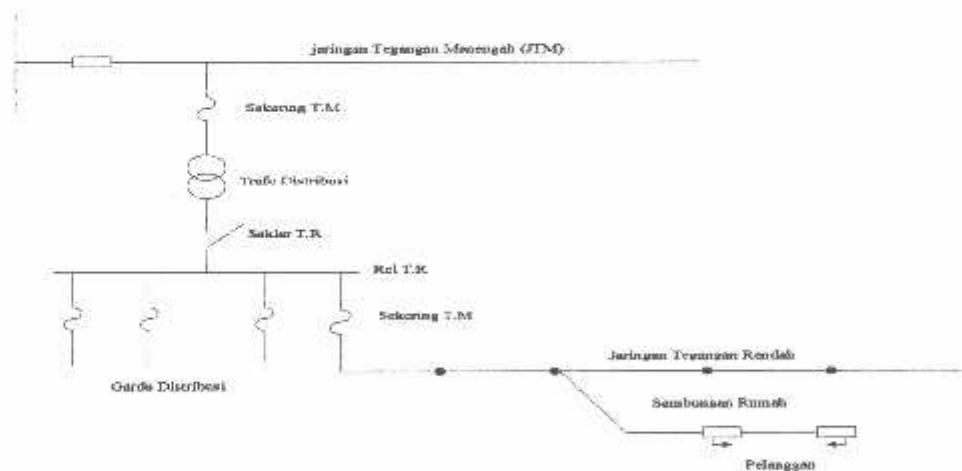 jaringan Tegangan Menengah (JTM)
Sekering T.M
Trafo Distribusi
Saklar T.R
Rel T.R
Sekering T.M
Jaringan Tegangan Rendah
Gardu Distribusi
Sambungan Rumah
Pelanggan